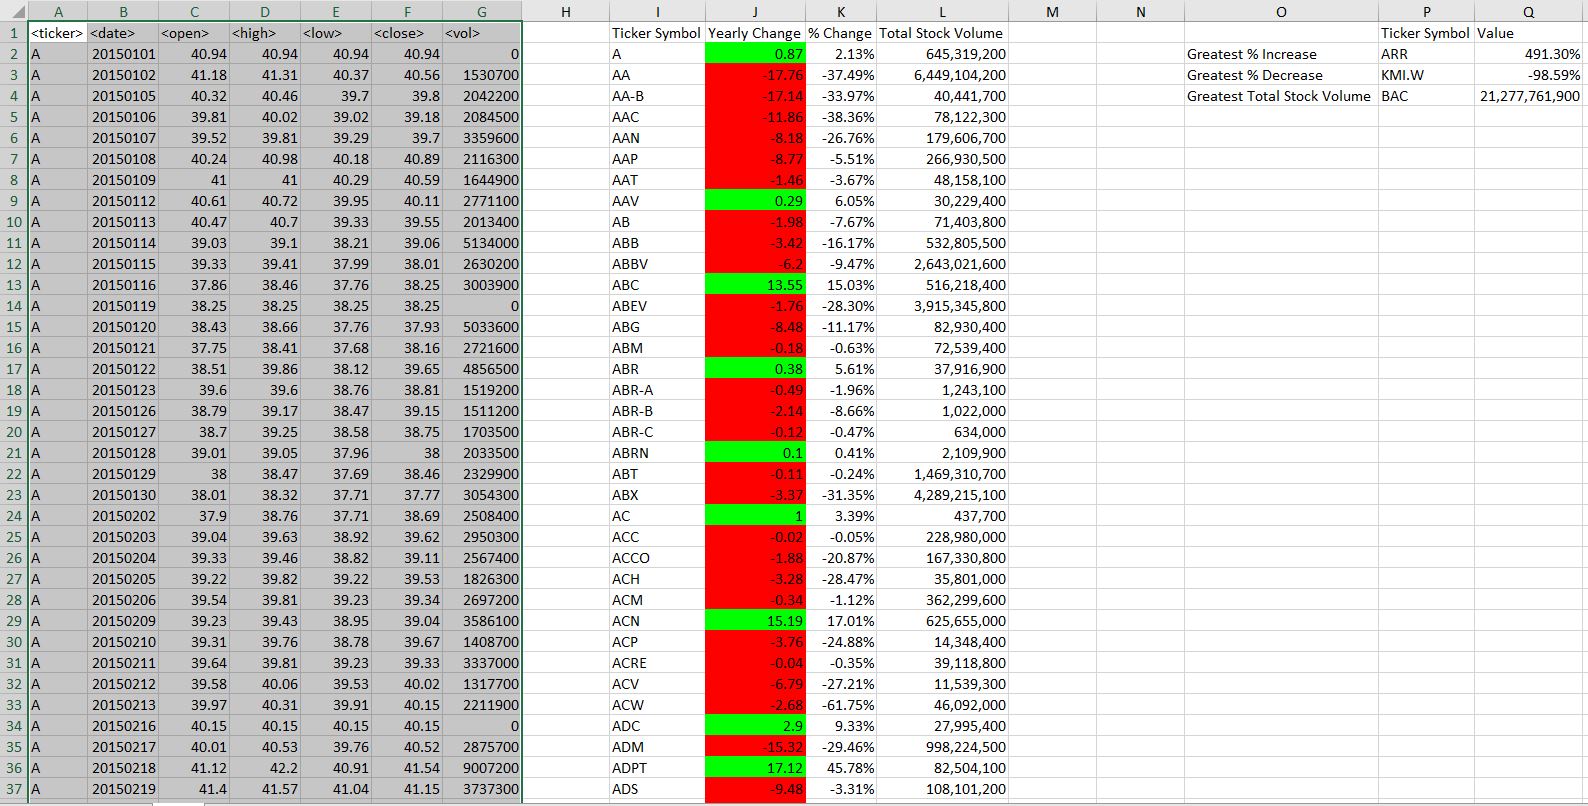 A B C D E F G H I J K L M N O P Q
1 <ticker> <date> <open> <high> <low> <close> <vol> Ticker Symbol Yearly Change % Change Total Stock Volume Ticker Symbol Value
2 A 20150101 40.94 40.94 40.94 40.94 0 A 0.87 2.13% 645,319,200 Greatest % Increase ARR 491.30%
3 A 20150102 41.18 41.31 40.37 40.56 1530700 AA -17.76 -37.49% 6,449,104,200 Greatest % Decrease KMI.W -98.59%
4 A 20150105 40.32 40.46 39.7 39.8 2042200 AA-B -17.14 -33.97% 40,441,700 Greatest Total Stock Volume BAC 21,277,761,900
5 A 20150106 39.81 40.02 39.02 39.18 2084500 AAC -11.86 -38.36% 78,122,300
6 A 20150107 39.52 39.81 39.29 39.7 3359600 AAN -8.18 -26.76% 179,606,700
7 A 20150108 40.24 40.98 40.18 40.89 2116300 AAP -8.77 -5.51% 266,930,500
8 A 20150109 41 41 40.29 40.59 1644900 AAT -1.46 -3.67% 48,158,100
9 A 20150112 40.61 40.72 39.95 40.11 2771100 AAV 0.29 6.05% 30,229,400
10 A 20150113 40.47 40.7 39.33 39.55 2013400 AB -1.98 -7.67% 71,403,800
11 A 20150114 39.03 39.1 38.21 39.06 5134000 ABB -3.42 -16.17% 532,805,500
12 A 20150115 39.33 39.41 37.99 38.01 2630200 ABBV -6.2 -9.47% 2,643,021,600
13 A 20150116 37.86 38.46 37.76 38.25 3003900 ABC 13.55 15.03% 516,218,400
14 A 20150119 38.25 38.25 38.25 38.25 0 ABEV -1.76 -28.30% 3,915,345,800
15 A 20150120 38.43 38.66 37.76 37.93 5033600 ABG -8.48 -11.17% 82,930,400
16 A 20150121 37.75 38.41 37.68 38.16 2721600 ABM -0.18 -0.63% 72,539,400
17 A 20150122 38.51 39.86 38.12 39.65 4856500 ABR 0.38 5.61% 37,916,900
18 A 20150123 39.6 39.6 38.76 38.81 1519200 ABR-A -0.49 -1.96% 1,243,100
19 A 20150126 38.79 39.17 38.47 39.15 1511200 ABR-B -2.14 -8.66% 1,022,000
20 A 20150127 38.7 39.25 38.58 38.75 1703500 ABR-C -0.12 -0.47% 634,000
21 A 20150128 39.01 39.05 37.96 38 2033500 ABRN 0.1 0.41% 2,109,900
22 A 20150129 38 38.47 37.69 38.46 2329900 ABT -0.11 -0.24% 1,469,310,700
23 A 20150130 38.01 38.32 37.71 37.77 3054300 ABX -3.37 -31.35% 4,289,215,100
24 A 20150202 37.9 38.76 37.71 38.69 2508400 AC 1 3.39% 437,700
25 A 20150203 39.04 39.63 38.92 39.62 2950300 ACC -0.02 -0.05% 228,980,000
26 A 20150204 39.33 39.46 38.82 39.11 2567400 ACCO -1.88 -20.87% 167,330,800
27 A 20150205 39.22 39.82 39.22 39.53 1826300 ACH -3.28 -28.47% 35,801,000
28 A 20150206 39.54 39.81 39.23 39.34 2697200 ACM -0.34 -1.12% 362,299,600
29 A 20150209 39.23 39.43 38.95 39.04 3586100 ACN 15.19 17.01% 625,655,000
30 A 20150210 39.31 39.76 38.78 39.67 1408700 ACP -3.76 -24.88% 14,348,400
31 A 20150211 39.64 39.81 39.23 39.33 3337000 ACRE -0.04 -0.35% 39,118,800
32 A 20150212 39.58 40.06 39.53 40.02 1317700 ACV -6.79 -27.21% 11,539,300
33 A 20150213 39.97 40.31 39.91 40.15 2211900 ACW -2.68 -61.75% 46,092,000
34 A 20150216 40.15 40.15 40.15 40.15 0 ADC 2.9 9.33% 27,995,400
35 A 20150217 40.01 40.53 39.76 40.52 2875700 ADM -15.32 -29.46% 998,224,500
36 A 20150218 41.12 42.2 40.91 41.54 9007200 ADPT 17.12 45.78% 82,504,100
37 A 20150219 41.4 41.57 41.04 41.15 3737300 ADS -9.48 -3.31% 108,101,200